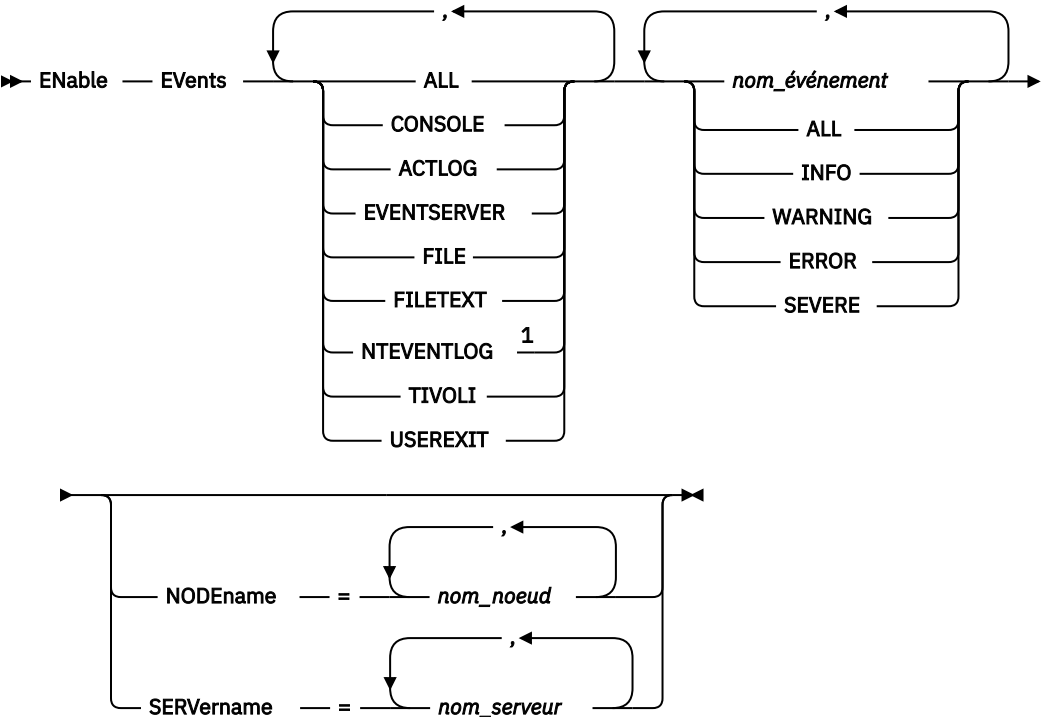 ,
,
ENable EVents ALL nom_événement
CONSOLE ALL
ACTLOG INFO
EVENTSERVER WARNING
FILE ERROR
FILETEXT SEVERE
NTEVENTLOG 1
TIVOLI
USEREXIT
,
NODEname = nom_noeud
,
SERVername = nom_serveur